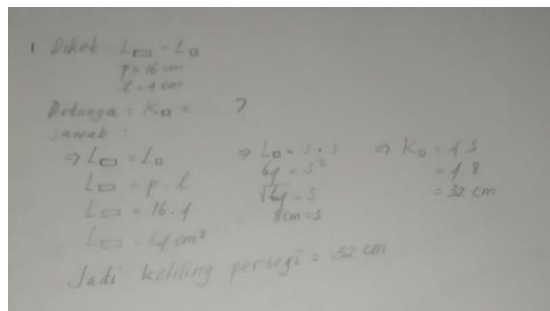 1 Diket : L▭ = L□
p = 16 cm
l = 4 cm
Ditanya : K□ = ?
Jawab :
⇒ L▭ = L□
L▭ = p . l
L▭ = 16 . 4
L▭ = 64 cm²
⇒ L□ = s . s
64 = s²
√64 = s
8cm = s
⇒ K□ = 4 s
= 4 . 8
= 32 cm
Jadi keliling persegi = 32 cm